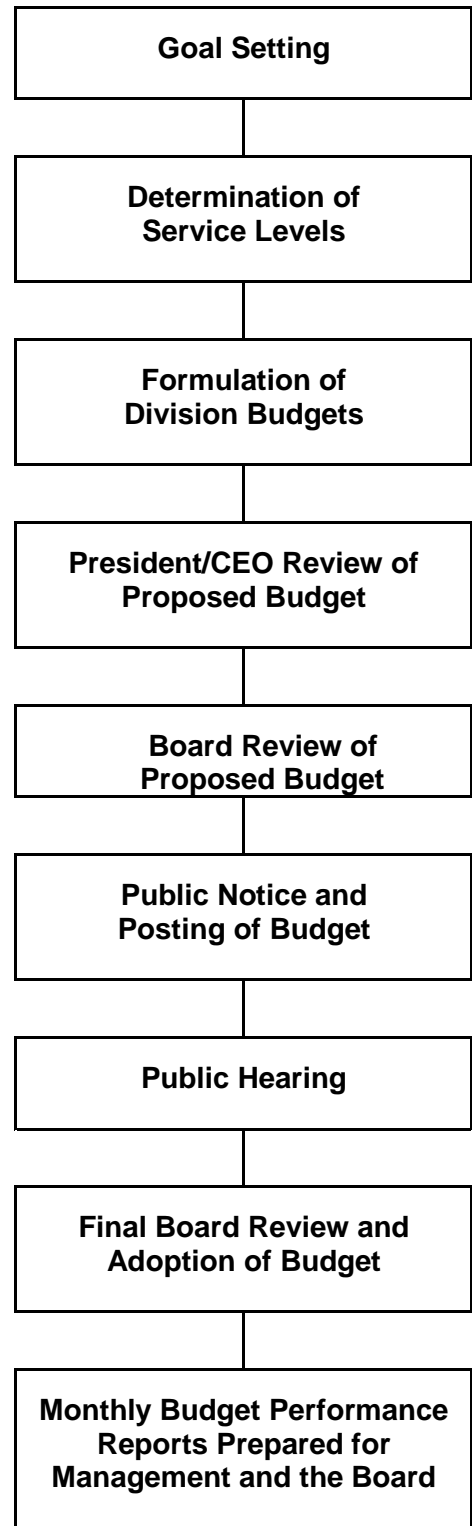 Goal Setting
Determination of
Service Levels
Formulation of
Division Budgets
President/CEO Review of
Proposed Budget
Board Review of
Proposed Budget
Public Notice and
Posting of Budget
Public Hearing
Final Board Review and
Adoption of Budget
Monthly Budget Performance
Reports Prepared for
Management and the Board